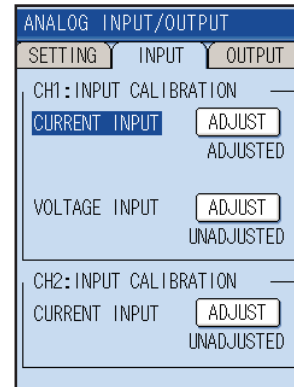 ANALOG INPUT/OUTPUT
SETTING INPUT OUTPUT
CH1:INPUT CALIBRATION
CURRENT INPUT ADJUST
ADJUSTED
VOLTAGE INPUT ADJUST
UNADJUSTED
CH2:INPUT CALIBRATION
CURRENT INPUT ADJUST
UNADJUSTED